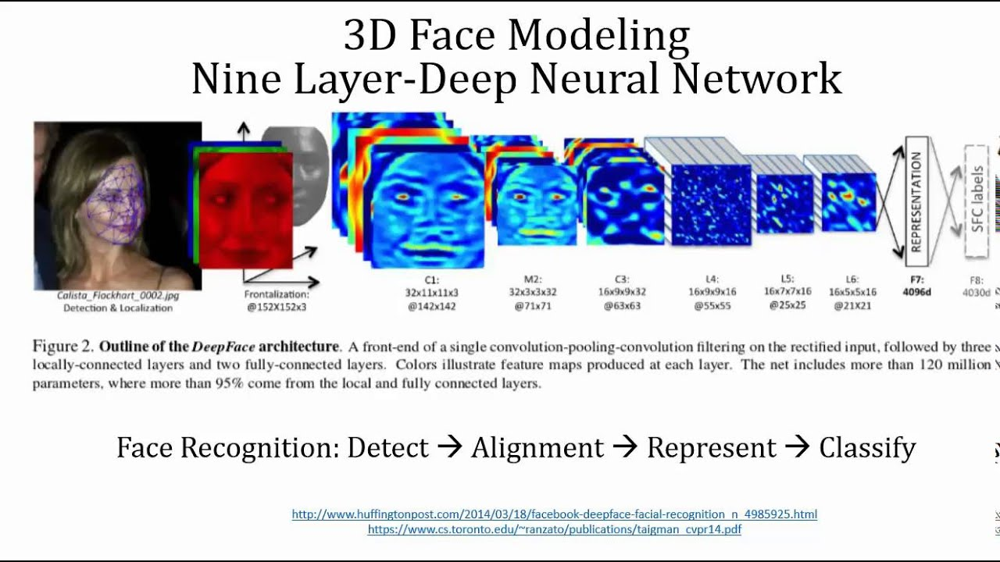 3D Face Modeling
Nine Layer-Deep Neural Network
Calista_Flockhart_0002.jpg
Detection & Localization
Frontalization:
@152X152x3
C1:
32x11x11x3
@142x142
M2:
32x3x3x32
@71x71
C3:
16x9x9x32
@63x63
L4:
16x9x9x16
@55x55
L5:
16x7x7x16
@25x25
L6:
16x5x5x16
@21X21
REPRESENTATION
F7:
4096d
SFC labels
F8:
4030d
Figure 2. Outline of the DeepFace architecture. A front-end of a single convolution-pooling-convolution filtering on the rectified input, followed by three
locally-connected layers and two fully-connected layers. Colors illustrate feature maps produced at each layer. The net includes more than 120 million
parameters, where more than 95% come from the local and fully connected layers.
Face Recognition: Detect → Alignment → Represent → Classify
http://www.huffingtonpost.com/2014/03/18/facebook-deepface-facial-recognition_n_4985925.html
https://www.cs.toronto.edu/~ranzato/publications/taigman_cvpr14.pdf